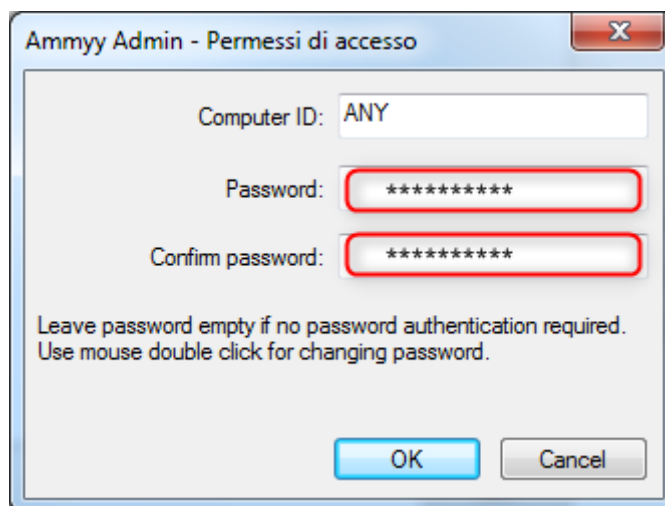 Ammyy Admin - Permessi di accesso
Computer ID: ANY
Password: **********
Confirm password: **********
Leave password empty if no password authentication required.
Use mouse double click for changing password.
OK Cancel